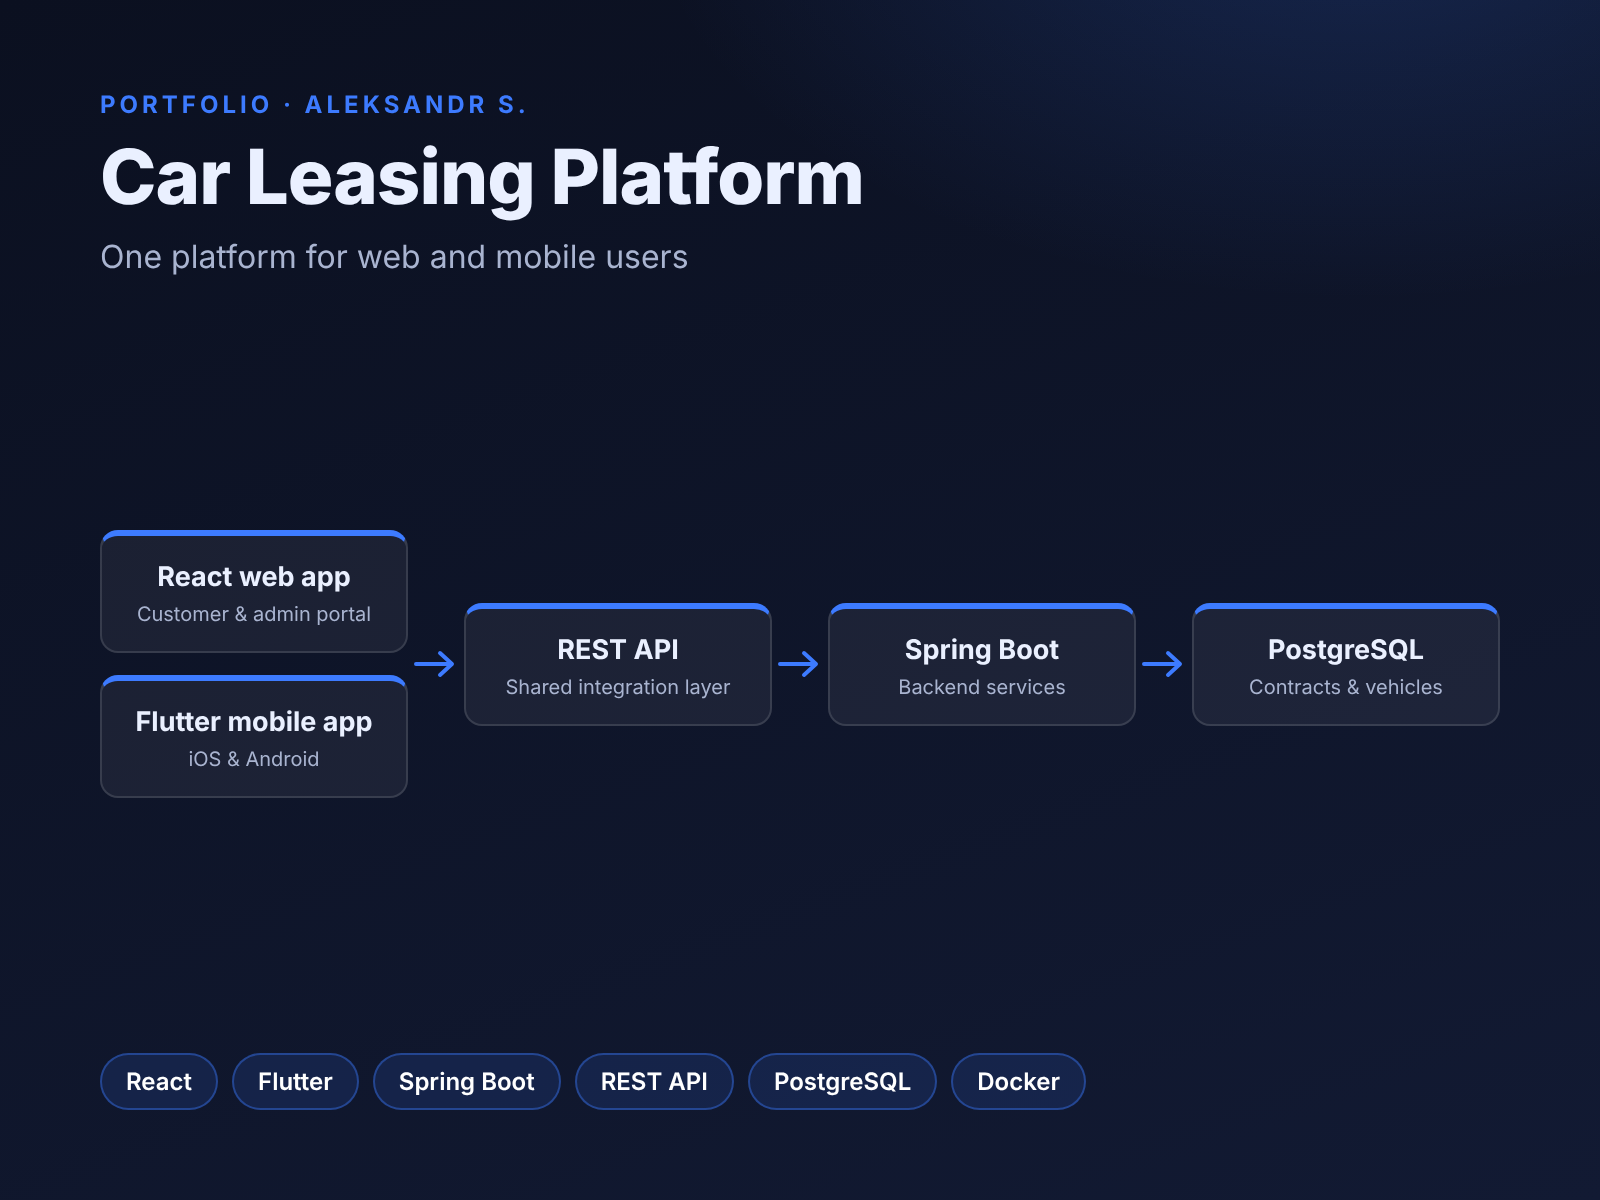 PORTFOLIO · ALEKSANDR S.
Car Leasing Platform
One platform for web and mobile users
React web app
Customer & admin portal
Flutter mobile app
iOS & Android
REST API
Shared integration layer
Spring Boot
Backend services
PostgreSQL
Contracts & vehicles
React
Flutter
Spring Boot
REST API
PostgreSQL
Docker